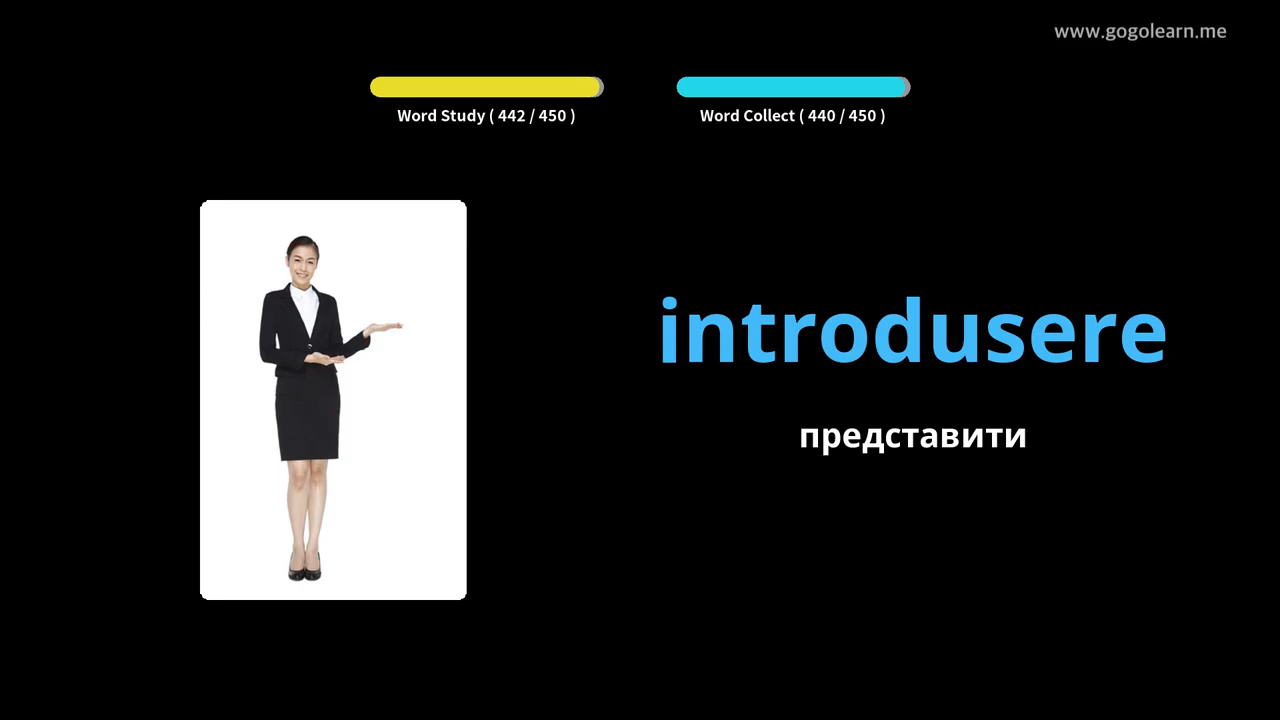 www.gogolearn.me
Word Study ( 442 / 450 )
Word Collect ( 440 / 450 )
introdusere
представити